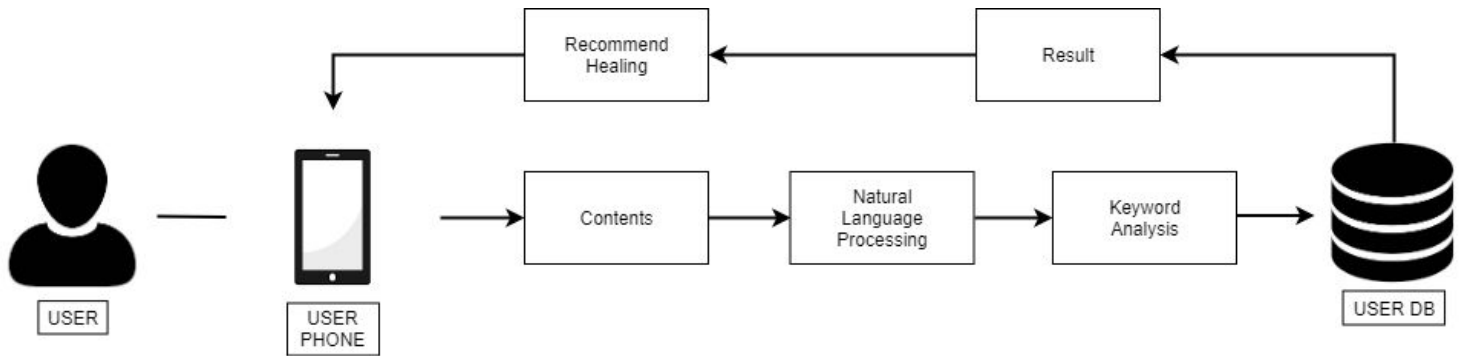 Recommend
Healing
Result
Contents
Natural
Language
Processing
Keyword
Analysis
USER
USER
PHONE
USER DB